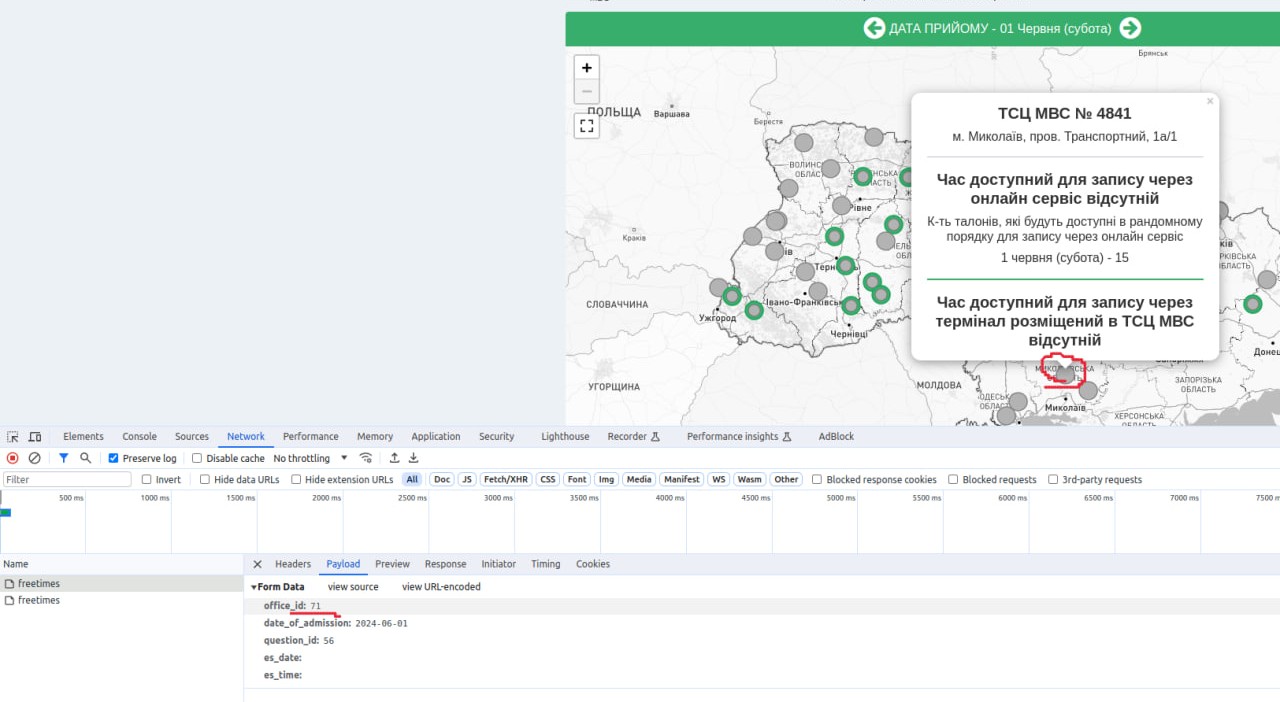 ДАТА ПРИЙОМУ - 01 Червня (субота)
Брянськ
+
−
ПОЛЬЩА
Варшава
Берестя
ТСЦ МВС № 4841
×
м. Миколаїв, пров. Транспортний, 1а/1
Час доступний для запису через
онлайн сервіс відсутній
К-ть талонів, які будуть доступні в рандомному
порядку для запису через онлайн сервіс
1 червня (субота) - 15
Час доступний для запису через
термінал розміщений в ТСЦ МВС
відсутній
Рівне
Краків
СЛОВАЧЧИНА
Ужгород
Івано-Франківськ
Чернівці
УГОРЩИНА
МОЛДОВА
Миколаїв
ЗАПОРІЗЬКА
ОБЛАСТЬ
ХЕРСОНСЬКА
Elements Console Sources Network Performance Memory Application Security Lighthouse Recorder Performance insights AdBlock
Preserve log Disable cache No throttling
Filter Invert Hide data URLs Hide extension URLs All Doc JS Fetch/XHR CSS Font Img Media Manifest WS Wasm Other Blocked response cookies Blocked requests 3rd-party requests
500 ms 1000 ms 1500 ms 2000 ms 2500 ms 3000 ms 3500 ms 4000 ms 4500 ms 5000 ms 5500 ms 6000 ms 6500 ms 7000 ms 7500 m
Name Headers Payload Preview Response Initiator Timing Cookies
freetimes
freetimes
Form Data view source view URL-encoded
office_id: 71
date_of_admission: 2024-06-01
question_id: 56
es_date:
es_time: